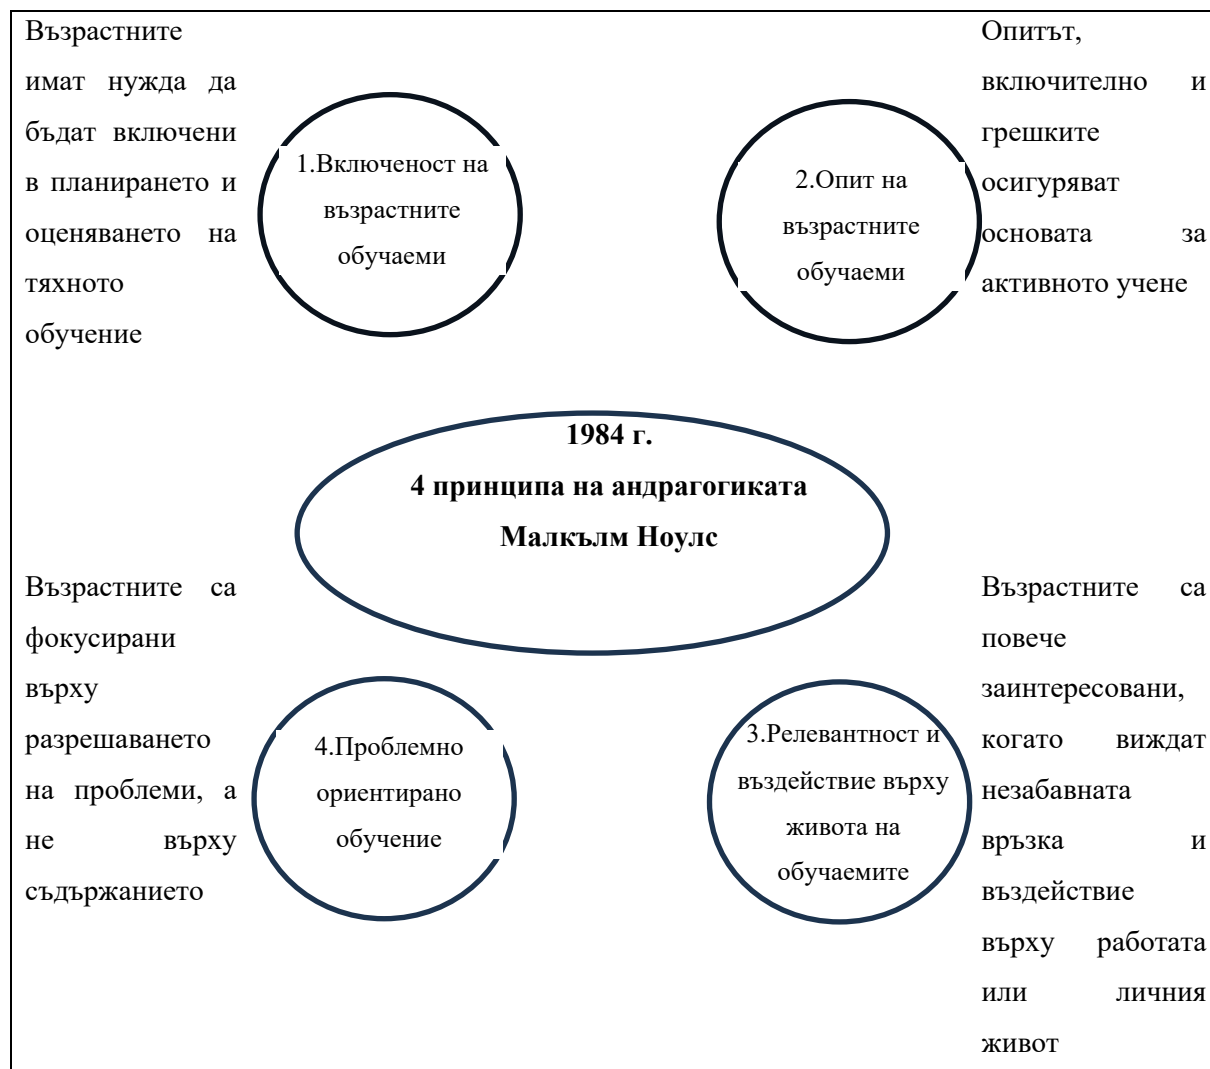 Възрастните
имат нужда да
бъдат включени
в планирането и
оценяването на
тяхното
обучение
1.Включеност на
възрастните
обучаеми
2.Опит на
възрастните
обучаеми
Опитът,
включително и
грешките
осигуряват
основата за
активното учене
1984 г.
4 принципа на андрагогиката
Малкълм Ноулс
Възрастните са
фокусирани
върху
разрешаването
на проблеми, а
не върху
съдържанието
4.Проблемно
ориентирано
обучение
3.Релевантност и
въздействие върху
живота на
обучаемите
Възрастните са
повече
заинтересовани,
когато виждат
незабавната
връзка и
въздействие
върху работата
или личния
живот